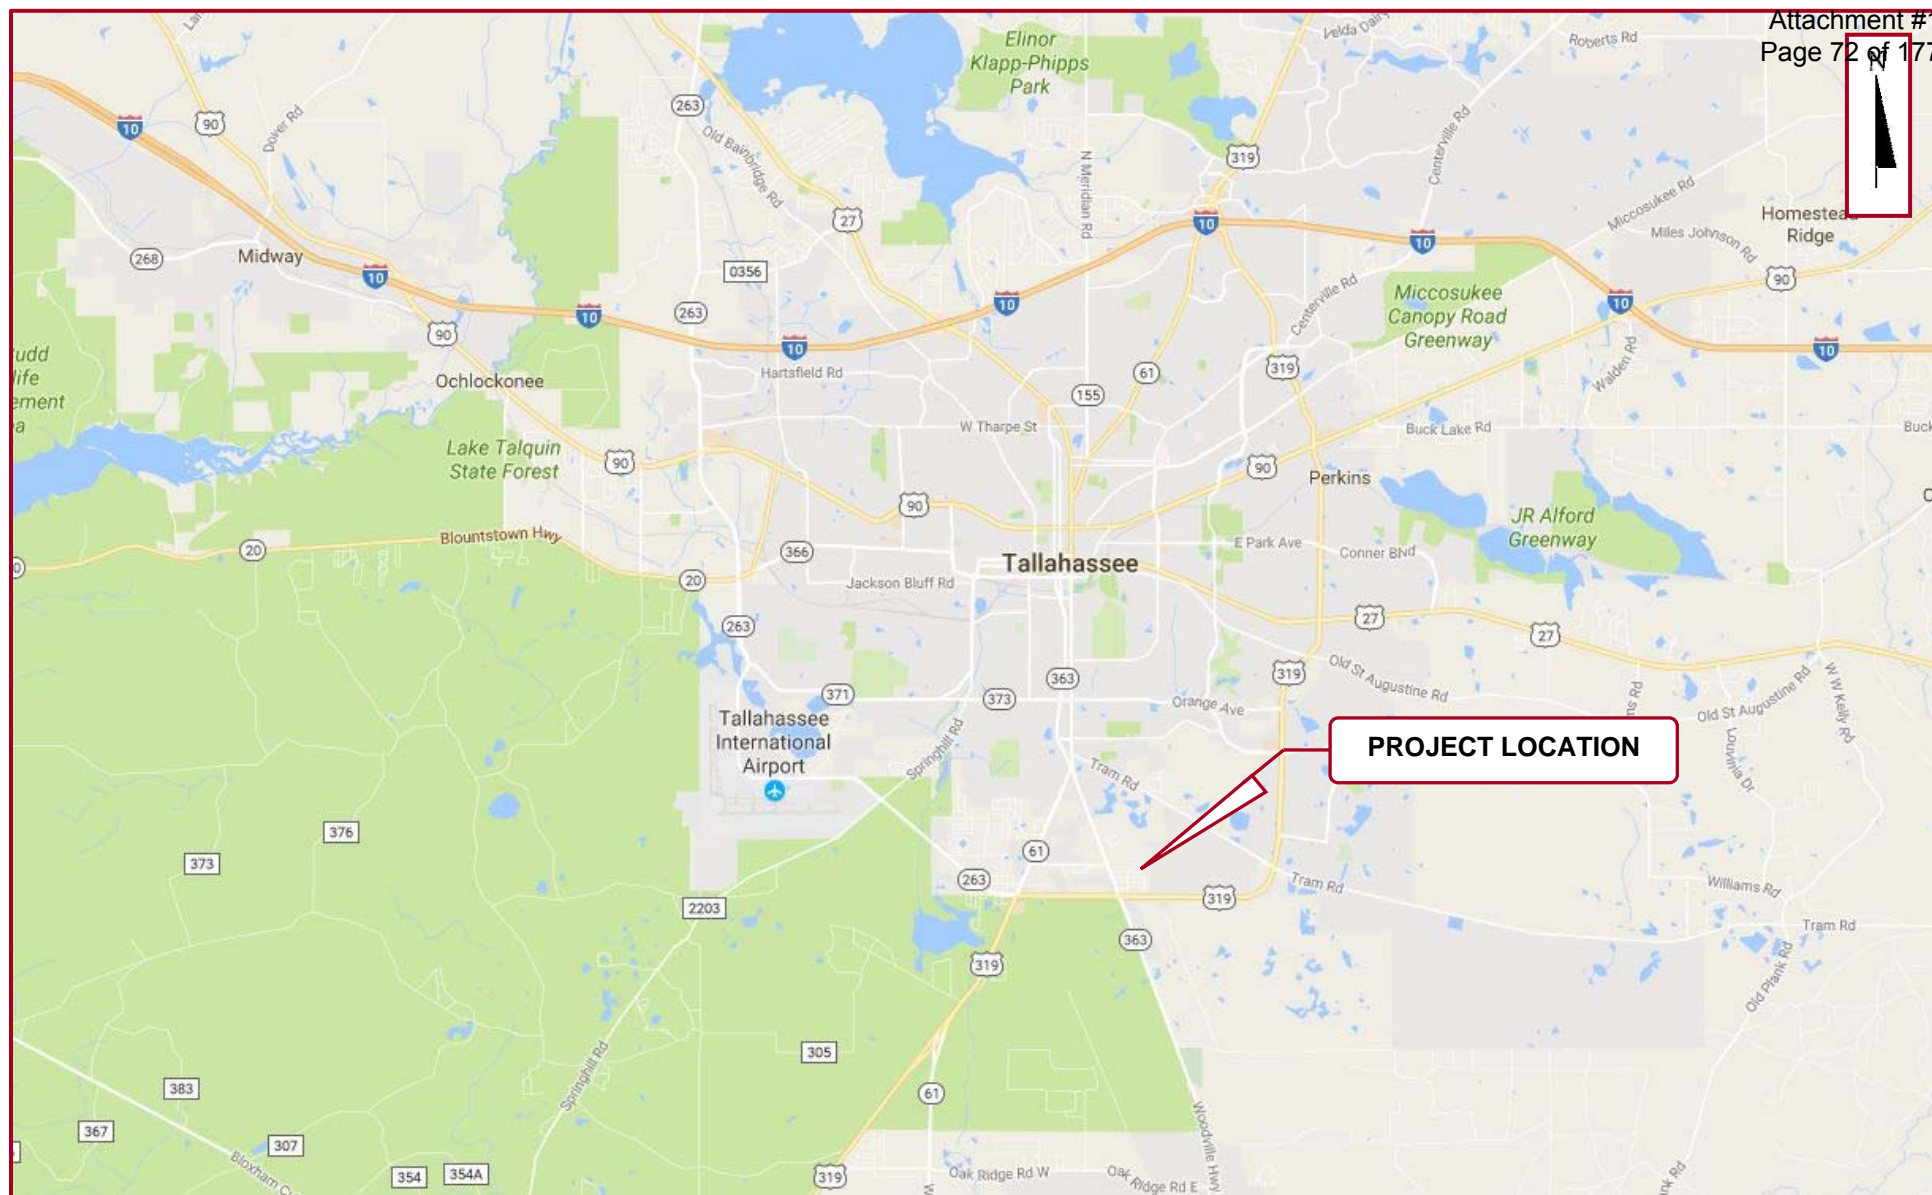 Attachment #1
Page 72 of 177
N
Elinor
Klapp-Phipps
Park
Velda Dairy
Roberts Rd
263
10
90
Dover Rd
Old Bainbridge Rd
N Meridian Rd
319
Centerville Rd
Miccosukee Rd
Homestead
Ridge
Miles Johnson Rd
27
10
10
268
Midway
10
0356
90
263
10
10
10
Centerville Rd
Miccosukee
Canopy Road
Greenway
10
90
10
Hartsfield Rd
61
319
Walden Rd
10
Ochlockonee
155
W Tharpe St
Buck Lake Rd
Buck
Lake Talquin
State Forest
90
90
Perkins
90
JR Alford
Greenway
20
Blountstown Hwy
366
Tallahassee
E Park Ave
Conner Blvd
20
Jackson Bluff Rd
263
27
27
363
319
Old St Augustine Rd
371
373
Orange Ave
Old St Augustine Rd
W W Kelly Rd
Louvinia Dr
Tallahassee
International
Airport
Springhill Rd
Tram Rd
PROJECT LOCATION
376
373
61
263
Tram Rd
Williams Rd
2203
319
Tram Rd
363
319
Old Plank Rd
305
Springhill Rd
383
61
Woodville Hwy
367
307
Bloxham
354
354A
319
Oak Ridge Rd W
Oak Ridge Rd E